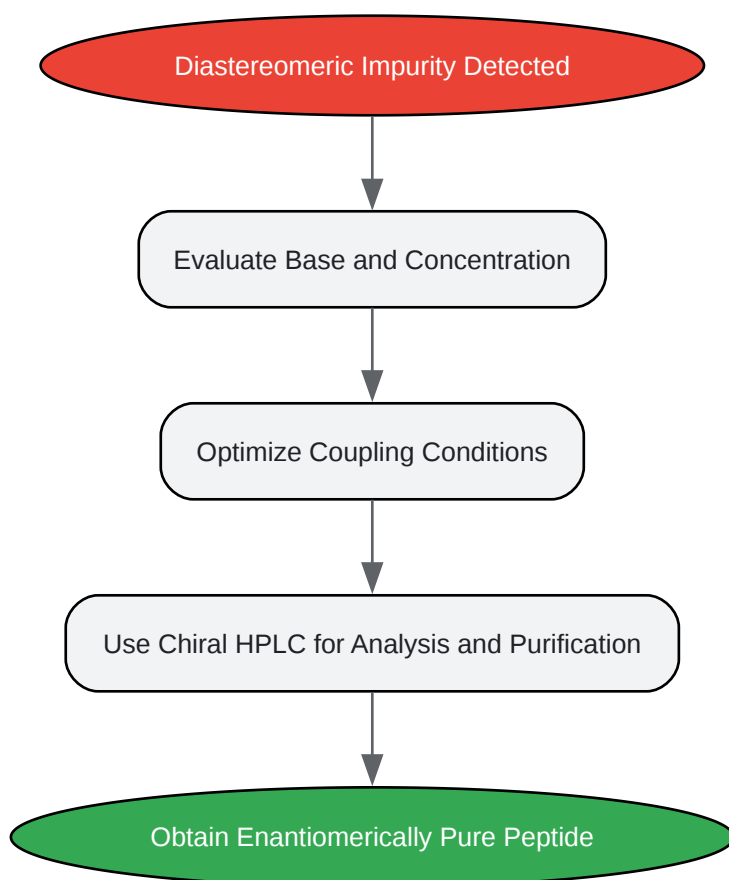 Diastereomeric Impurity Detected
Evaluate Base and Concentration
Optimize Coupling Conditions
Use Chiral HPLC for Analysis and Purification
Obtain Enantiomerically Pure Peptide